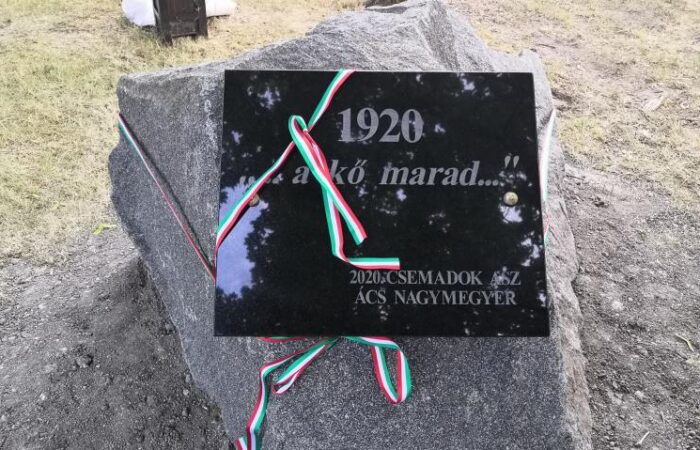 1920
„... a kő marad..."
2020. CSEMADOK ASZ
ÁCS NAGYMEGYER